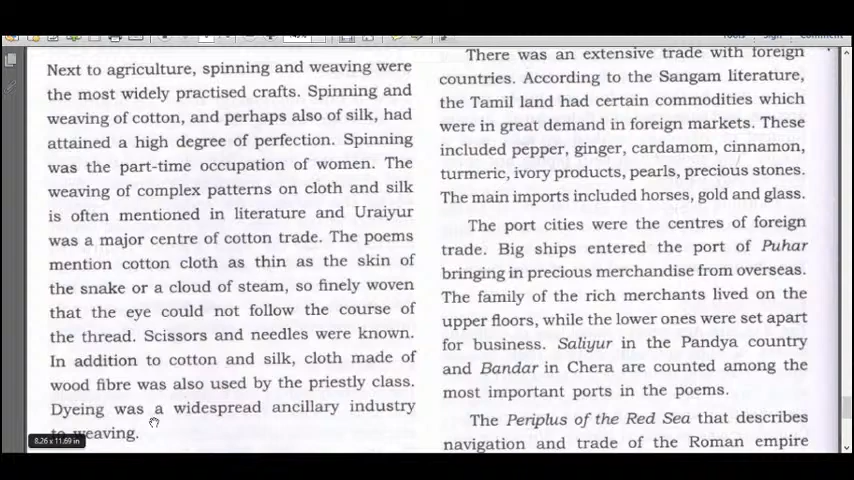 Next to agriculture, spinning and weaving were
the most widely practised crafts. Spinning and
weaving of cotton, and perhaps also of silk, had
attained a high degree of perfection. Spinning
was the part-time occupation of women. The
weaving of complex patterns on cloth and silk
is often mentioned in literature and Uraiyur
was a major centre of cotton trade. The poems
mention cotton cloth as thin as the skin of
the snake or a cloud of steam, so finely woven
that the eye could not follow the course of
the thread. Scissors and needles were known.
In addition to cotton and silk, cloth made of
wood fibre was also used by the priestly class.
Dyeing was a widespread ancillary industry
to weaving.
8.26 x 11.69 in
There was an extensive trade with foreign
countries. According to the Sangam literature,
the Tamil land had certain commodities which
were in great demand in foreign markets. These
included pepper, ginger, cardamom, cinnamon,
turmeric, ivory products, pearls, precious stones.
The main imports included horses, gold and glass.
The port cities were the centres of foreign
trade. Big ships entered the port of Puhar
bringing in precious merchandise from overseas.
The family of the rich merchants lived on the
upper floors, while the lower ones were set apart
for business. Saliyur in the Pandya country
and Bandar in Chera are counted among the
most important ports in the poems.
The Periplus of the Red Sea that describes
navigation and trade of the Roman empire